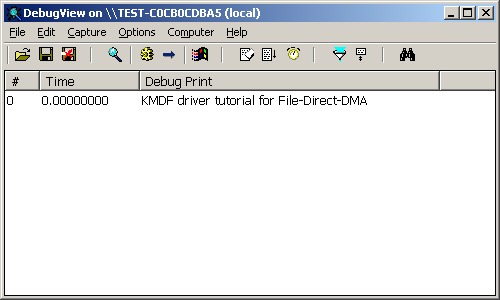 DebugView on \\TEST-C0CB0CDBA5 (local)
File Edit Capture Options Computer Help
# Time Debug Print
0 0.00000000 KMDF driver tutorial for File-Direct-DMA